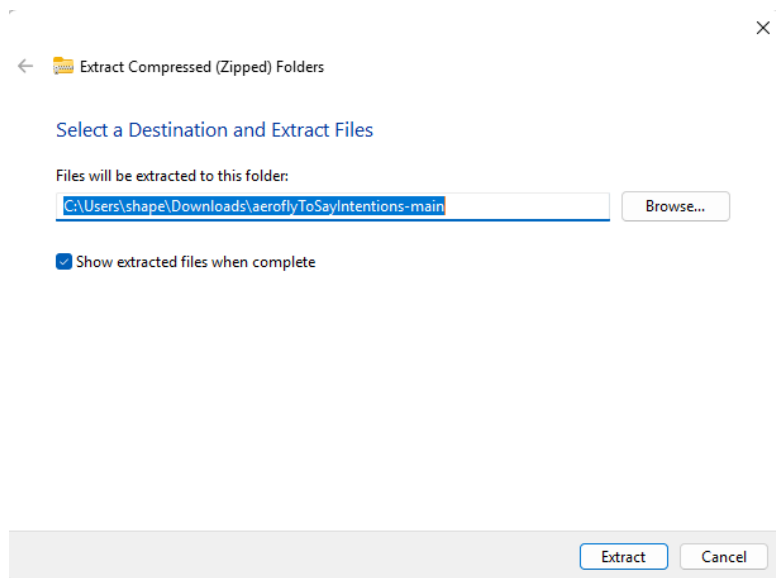 Extract Compressed (Zipped) Folders
Select a Destination and Extract Files
Files will be extracted to this folder:
C:\Users\shape\Downloads\aeroflyToSayIntentions-main
Browse...
Show extracted files when complete
Extract
Cancel